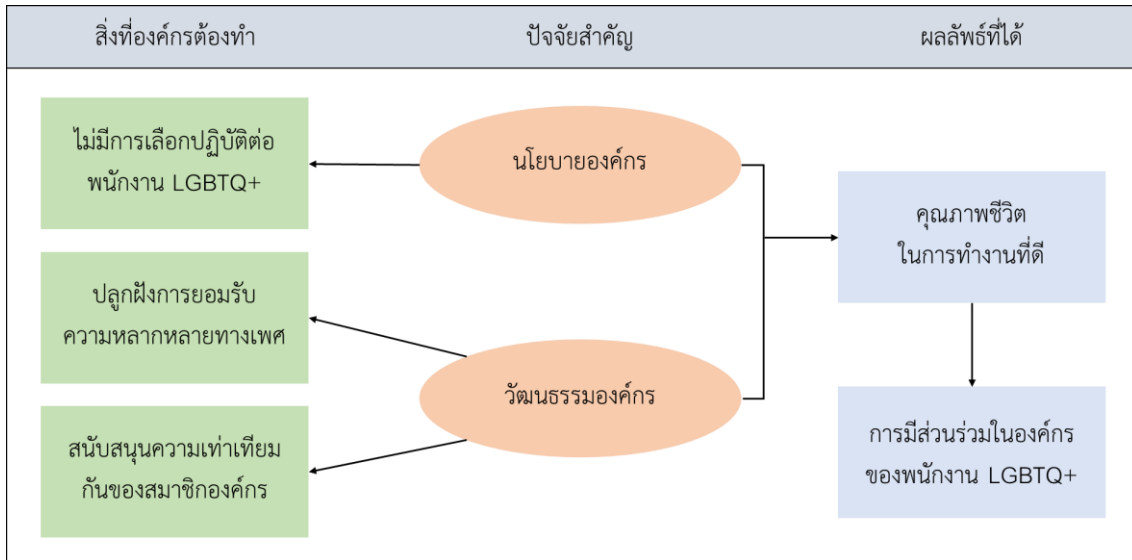 สิ่งที่องค์กรต้องทำ
ปัจจัยสำคัญ
ผลลัพธ์ที่ได้
ไม่มีการเลือกปฏิบัติต่อ
พนักงาน LGBTQ+
นโยบายองค์กร
คุณภาพชีวิต
ในการทำงานที่ดี
ปลูกฝังการยอมรับ
ความหลากหลายทางเพศ
วัฒนธรรมองค์กร
สนับสนุนความเท่าเทียม
กันของสมาชิกองค์กร
การมีส่วนร่วมในองค์กร
ของพนักงาน LGBTQ+